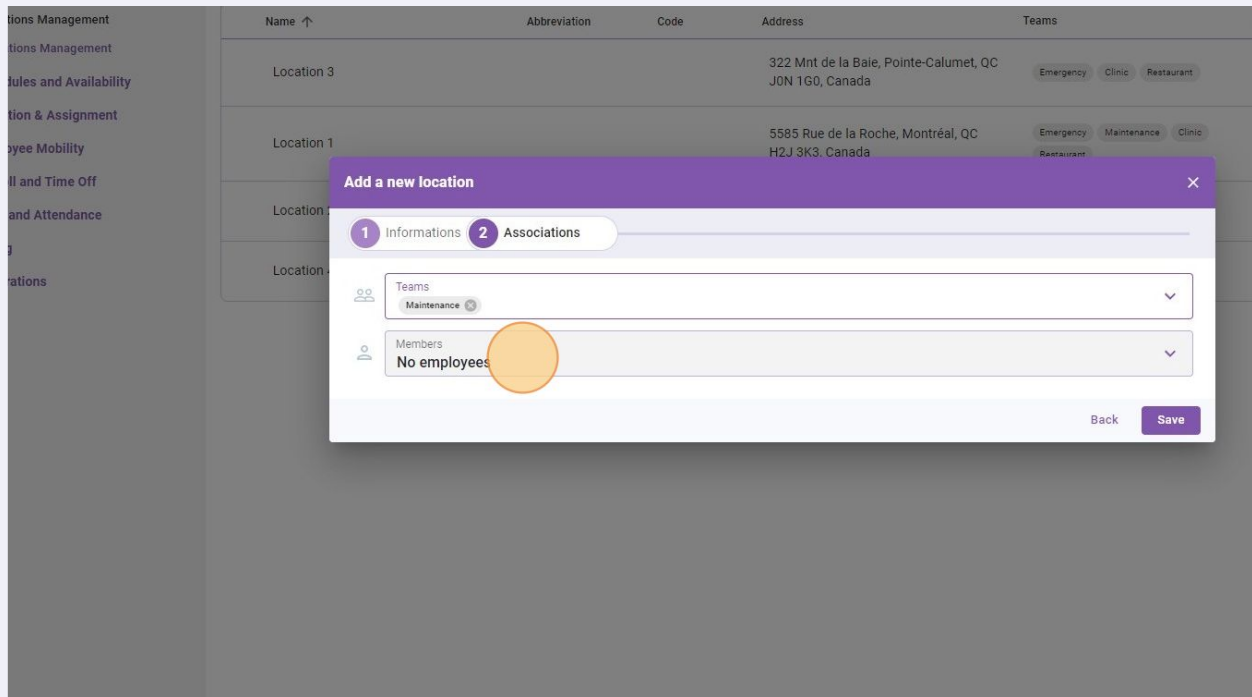 tions Management
tions Management
dules and Availability
tion & Assignment
oyee Mobility
ll and Time Off
and Attendance
g
rations
Name ↑ Abbreviation Code Address Teams
Location 3
322 Mnt de la Baie, Pointe-Calumet, QC
J0N 1G0, Canada
Emergency Clinic Restaurant
Location 1
5585 Rue de la Roche, Montréal, QC
H2J 3K3, Canada
Emergency Maintenance Clinic
Restaurant
Location
Location
Add a new location
1 Informations 2 Associations
Teams
Maintenance
Members
No employees
Back Save